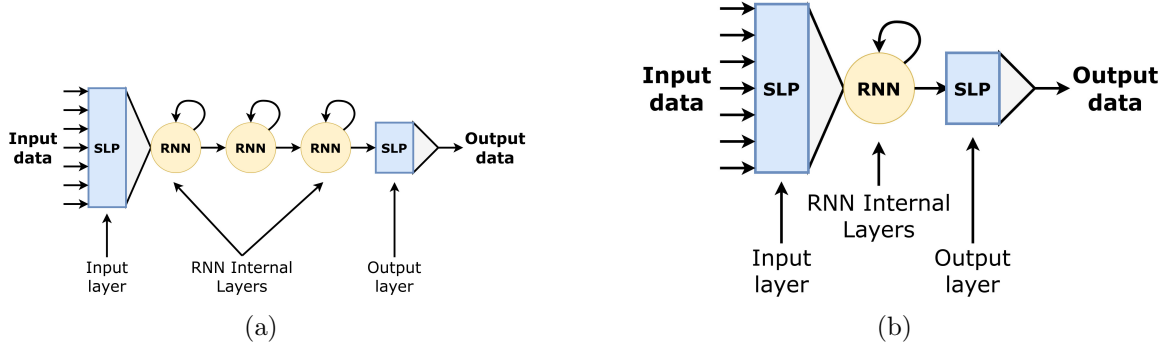 Input
data
SLP
RNN
RNN
RNN
SLP
Output
data
Input
layer
RNN Internal
Layers
Output
layer
(a)
Input
data
SLP
RNN
SLP
Output
data
RNN Internal
Layers
Input
layer
Output
layer
(b)